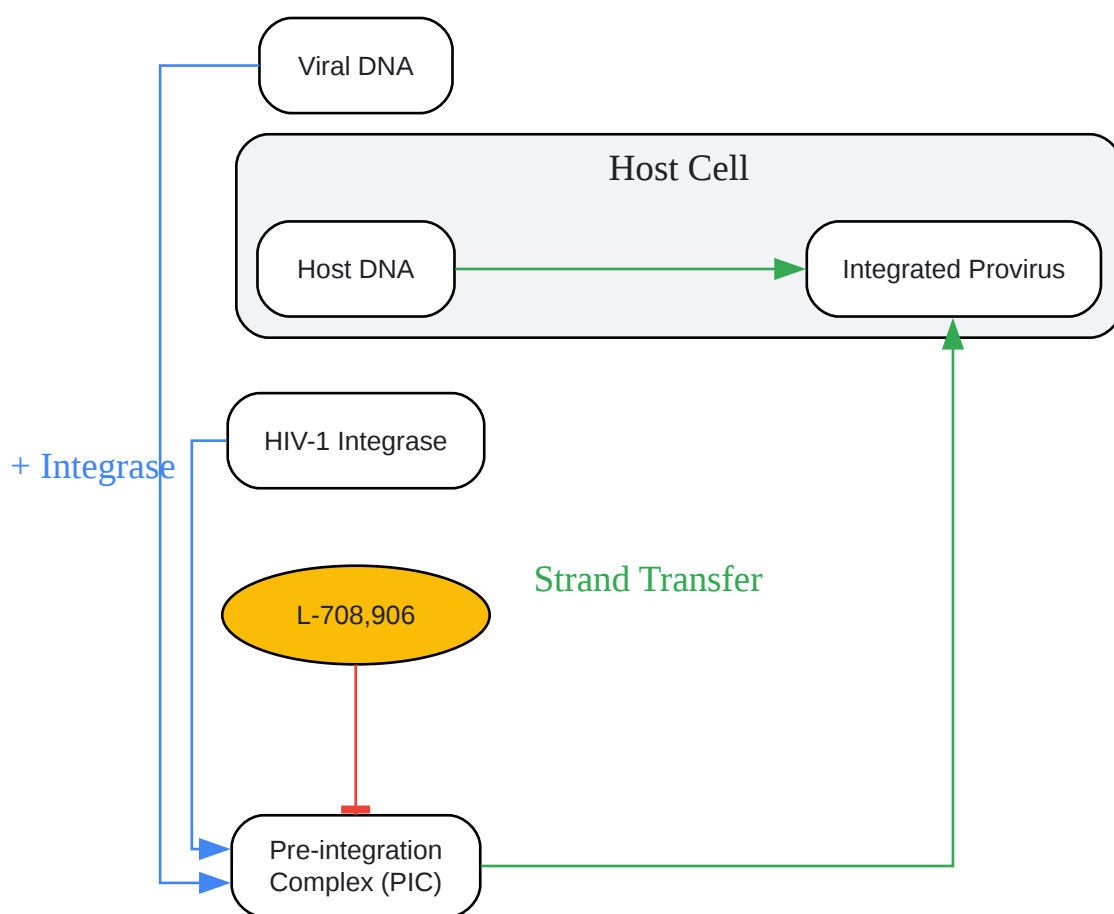 Viral DNA
Host Cell
Host DNA
Integrated Provirus
HIV-1 Integrase
+ Integrase
Strand Transfer
L-708,906
Pre-integration
Complex (PIC)